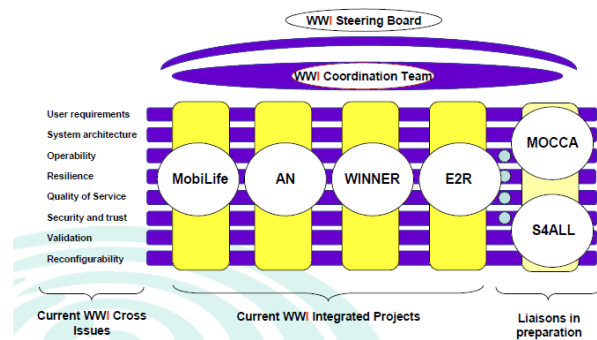 WWI Steering Board
WWI Coordination Team
User requirements
System architecture
Operability
Resilience
Quality of Service
Security and trust
Validation
Reconfigurability
MobiLife
AN
WINNER
E2R
MOCCA
S4ALL
Current WWI Cross
Issues
Current WWI Integrated Projects
Liaisons in
preparation